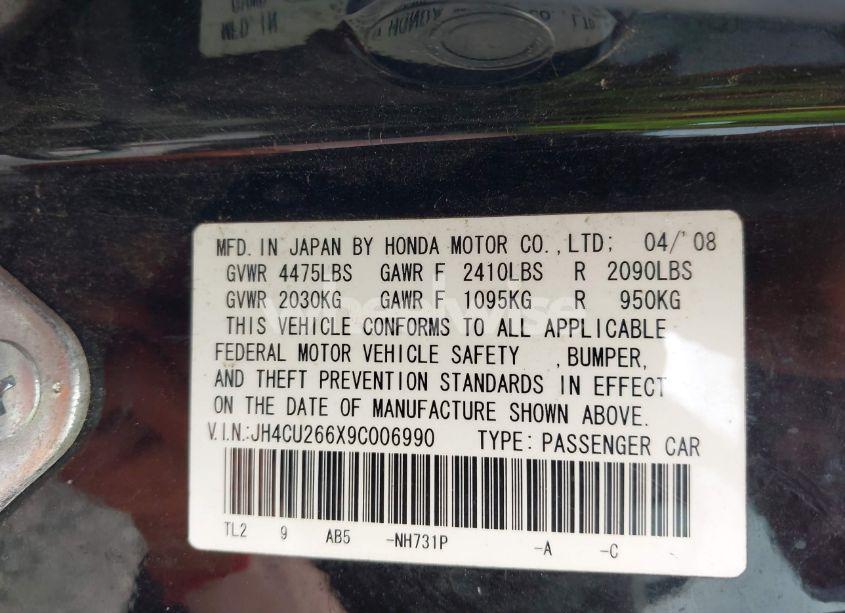 MFD. IN JAPAN BY HONDA MOTOR CO., LTD; 04/'08
GVWR 4475LBS GAWR F 2410LBS R 2090LBS
GVWR 2030KG GAWR F 1095KG R 950KG
THIS VEHICLE CONFORMS TO ALL APPLICABLE
FEDERAL MOTOR VEHICLE SAFETY , BUMPER,
AND THEFT PREVENTION STANDARDS IN EFFECT
ON THE DATE OF MANUFACTURE SHOWN ABOVE.
V.I.N.:JH4CU266X9C006990 TYPE: PASSENGER CAR
TL2 9 AB5 -NH731P -A -C -